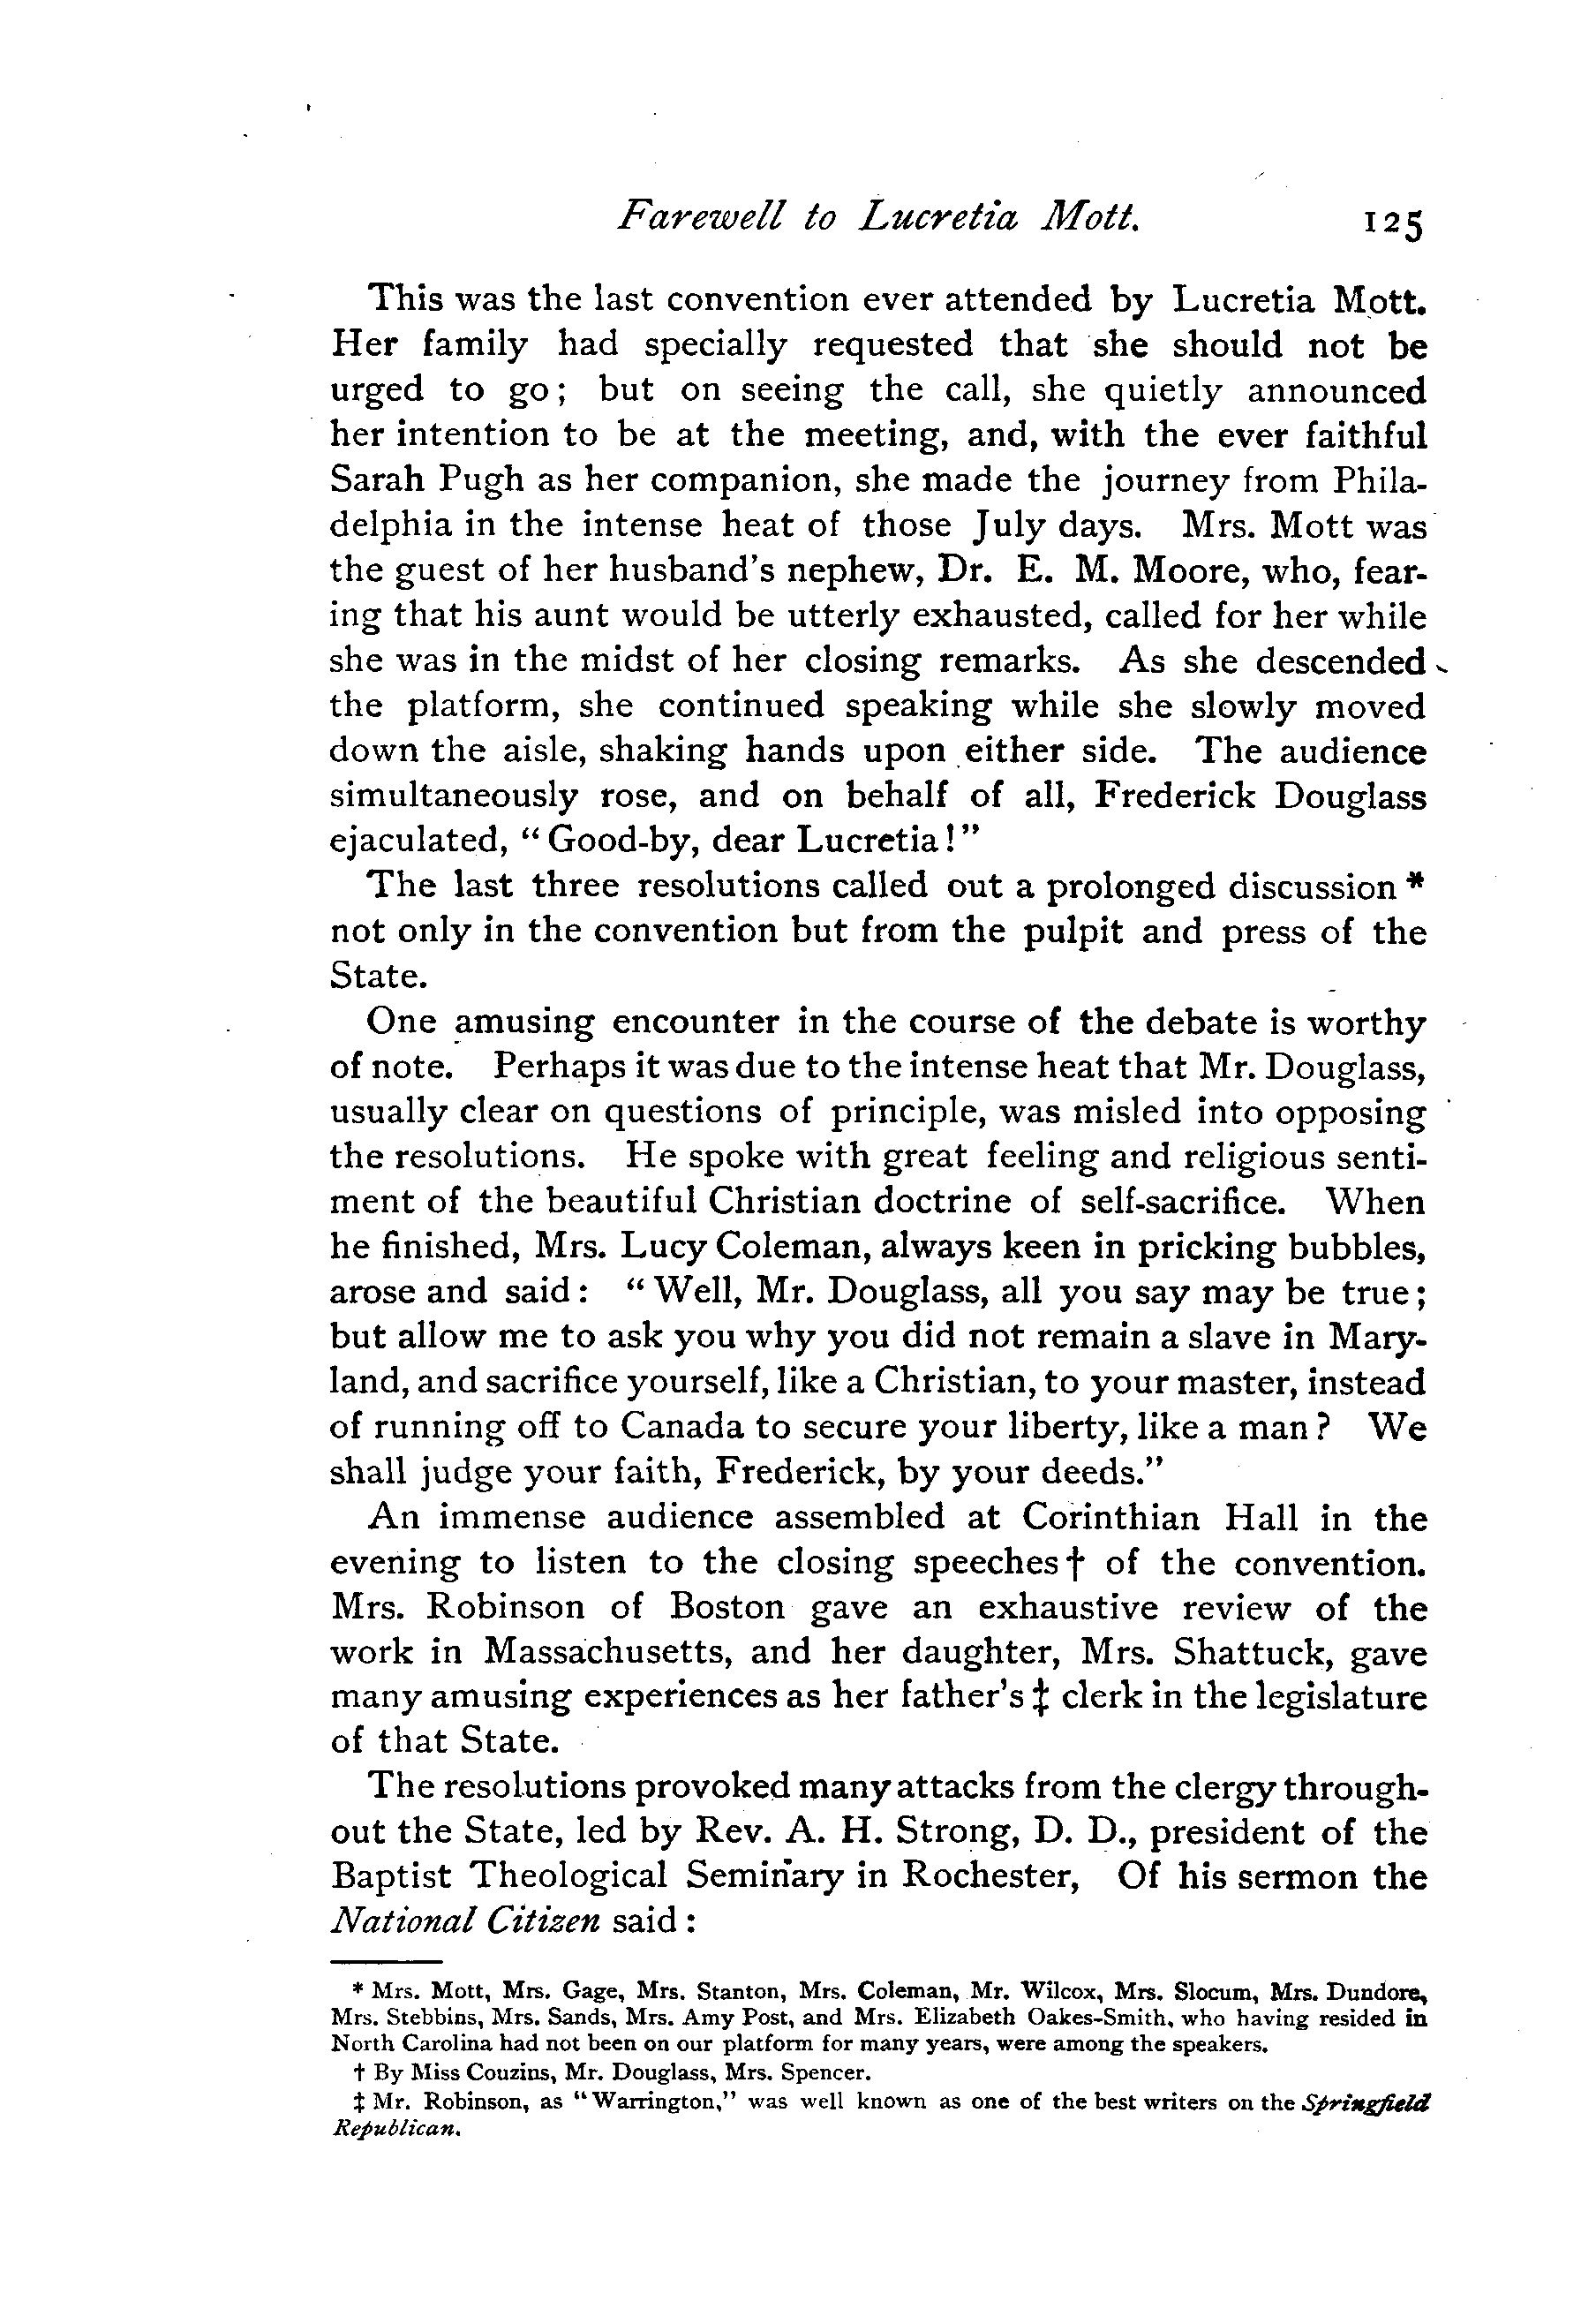 Farewell to Lucretia Mott. 125
This was the last convention ever attended by Lucretia Mott.
Her family had specially requested that she should not be
urged to go; but on seeing the call, she quietly announced
her intention to be at the meeting, and, with the ever faithful
Sarah Pugh as her companion, she made the journey from Phila-
delphia in the intense heat of those July days. Mrs. Mott was
the guest of her husband's nephew, Dr. E. M. Moore, who, fear-
ing that his aunt would be utterly exhausted, called for her while
she was in the midst of her closing remarks. As she descended
the platform, she continued speaking while she slowly moved
down the aisle, shaking hands upon either side. The audience
simultaneously rose, and on behalf of all, Frederick Douglass
ejaculated, "Good-by, dear Lucretia!"
The last three resolutions called out a prolonged discussion *
not only in the convention but from the pulpit and press of the
State.
One amusing encounter in the course of the debate is worthy
of note. Perhaps it was due to the intense heat that Mr. Douglass,
usually clear on questions of principle, was misled into opposing
the resolutions. He spoke with great feeling and religious senti-
ment of the beautiful Christian doctrine of self-sacrifice. When
he finished, Mrs. Lucy Coleman, always keen in pricking bubbles,
arose and said: "Well, Mr. Douglass, all you say may be true;
but allow me to ask you why you did not remain a slave in Mary-
land, and sacrifice yourself, like a Christian, to your master, instead
of running off to Canada to secure your liberty, like a man? We
shall judge your faith, Frederick, by your deeds."
An immense audience assembled at Corinthian Hall in the
evening to listen to the closing speeches † of the convention.
Mrs. Robinson of Boston gave an exhaustive review of the
work in Massachusetts, and her daughter, Mrs. Shattuck, gave
many amusing experiences as her father's ‡ clerk in the legislature
of that State.
The resolutions provoked many attacks from the clergy through-
out the State, led by Rev. A. H. Strong, D. D., president of the
Baptist Theological Seminary in Rochester, Of his sermon the
National Citizen said:
* Mrs. Mott, Mrs. Gage, Mrs. Stanton, Mrs. Coleman, Mr. Wilcox, Mrs. Slocum, Mrs. Dundore,
Mrs. Stebbins, Mrs. Sands, Mrs. Amy Post, and Mrs. Elizabeth Oakes-Smith, who having resided in
North Carolina had not been on our platform for many years, were among the speakers.
† By Miss Couzins, Mr. Douglass, Mrs. Spencer.
‡ Mr. Robinson, as "Warrington," was well known as one of the best writers on the Springfield
Republican.